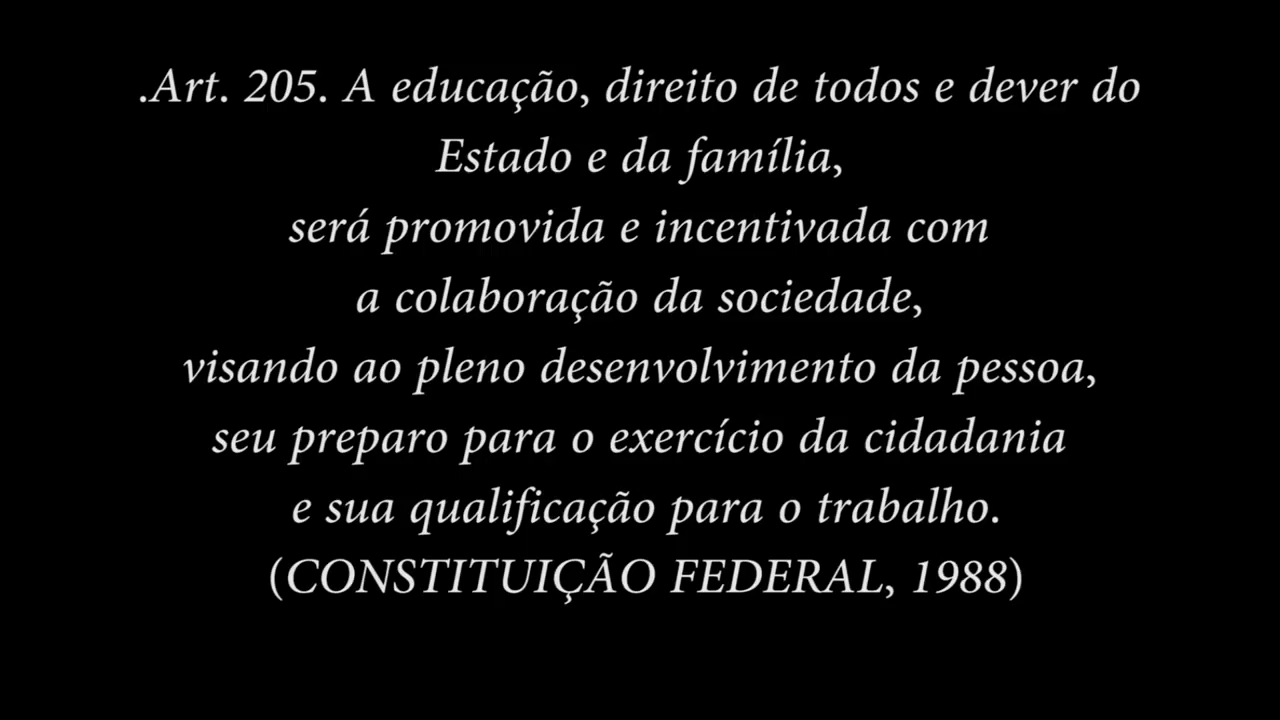 .Art. 205. A educação, direito de todos e dever do
Estado e da família,
será promovida e incentivada com
a colaboração da sociedade,
visando ao pleno desenvolvimento da pessoa,
seu preparo para o exercício da cidadania
e sua qualificação para o trabalho.
(CONSTITUIÇÃO FEDERAL, 1988)